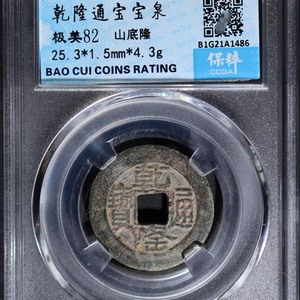 乾隆通宝宝泉
极美82 山底隆
25.3*1.5mm*4.3g
BAO CUI COINS RATING
B1G21A1486
保粹
CCGA
乾隆通寶